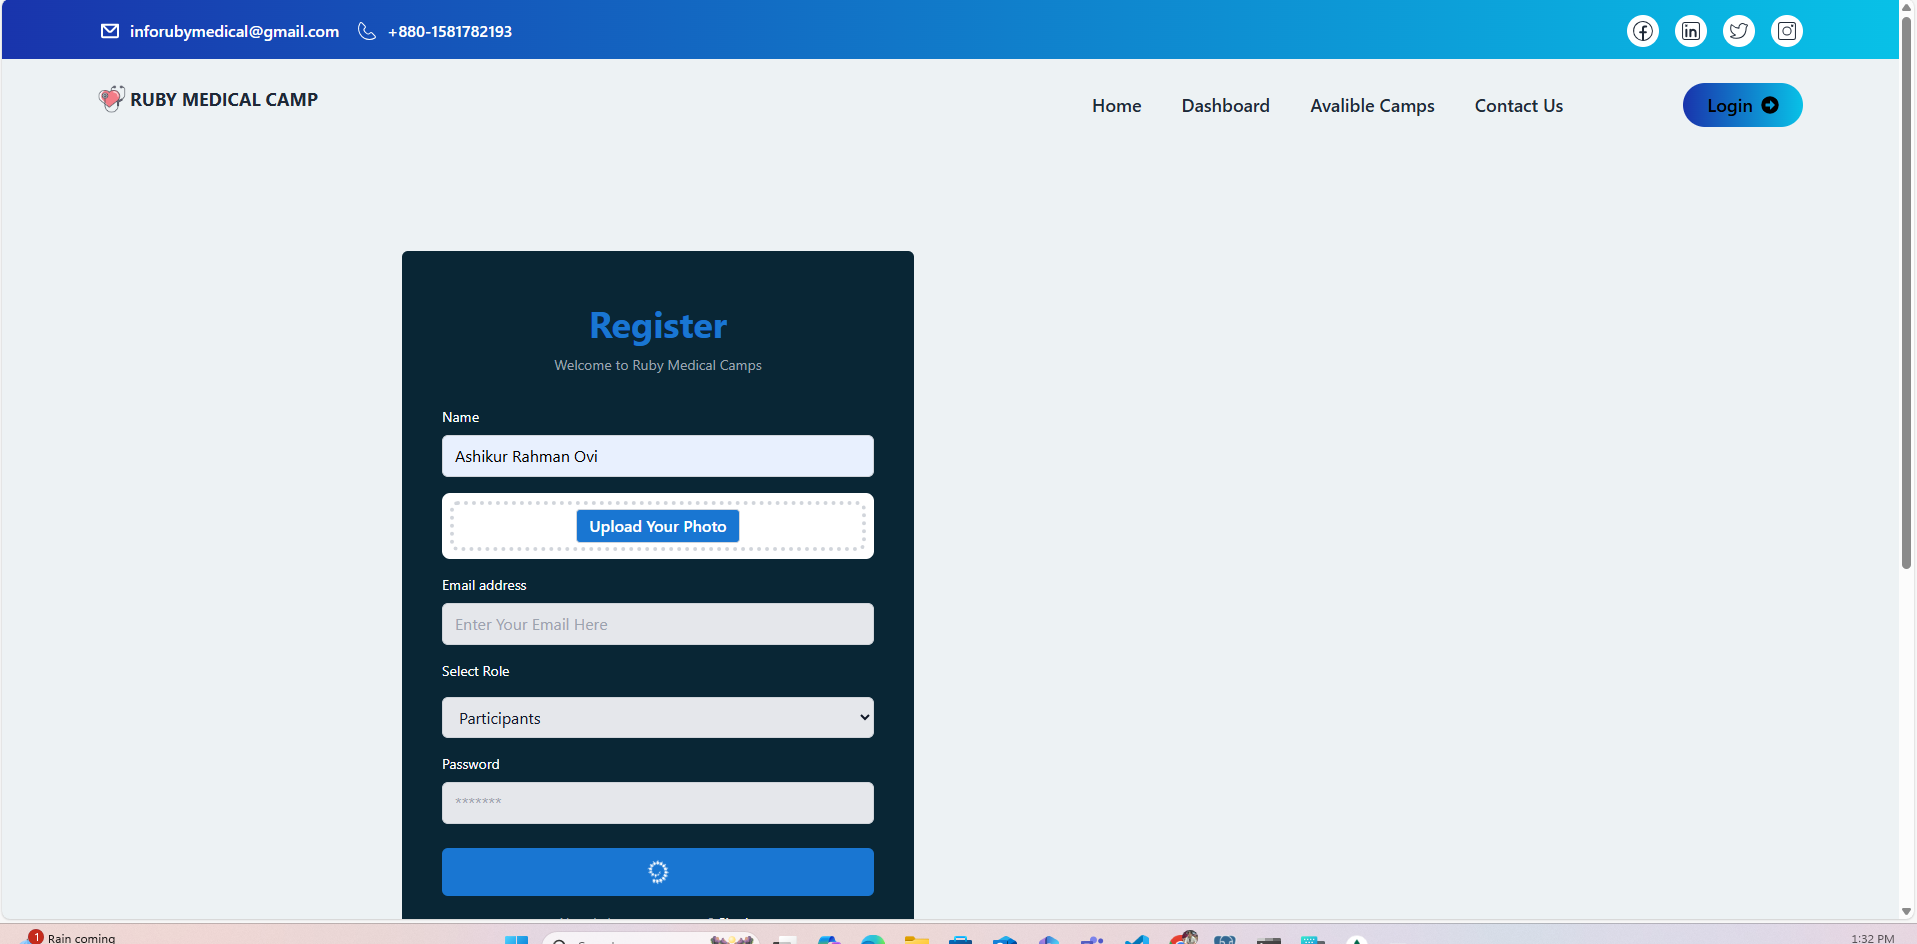 inforubymedical@gmail.com +880-1581782193
RUBY MEDICAL CAMP
Home Dashboard Avalible Camps Contact Us Login
Register
Welcome to Ruby Medical Camps
Name
Ashikur Rahman Ovi
Upload Your Photo
Email address
Enter Your Email Here
Select Role
Participants
Password
*******
1 Rain coming
1:32 PM